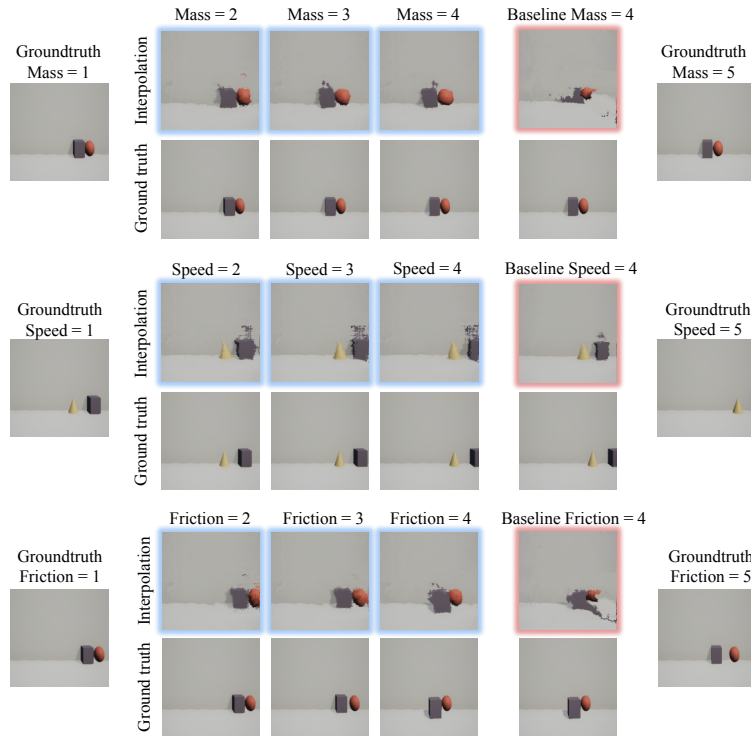 Mass = 2
Mass = 3
Mass = 4
Baseline Mass = 4
Groundtruth
Mass = 1
Interpolation
Ground truth
Groundtruth
Mass = 5
Speed = 2
Speed = 3
Speed = 4
Baseline Speed = 4
Groundtruth
Speed = 1
Interpolation
Ground truth
Groundtruth
Speed = 5
Friction = 2
Friction = 3
Friction = 4
Baseline Friction = 4
Groundtruth
Friction = 1
Interpolation
Ground truth
Groundtruth
Friction = 5